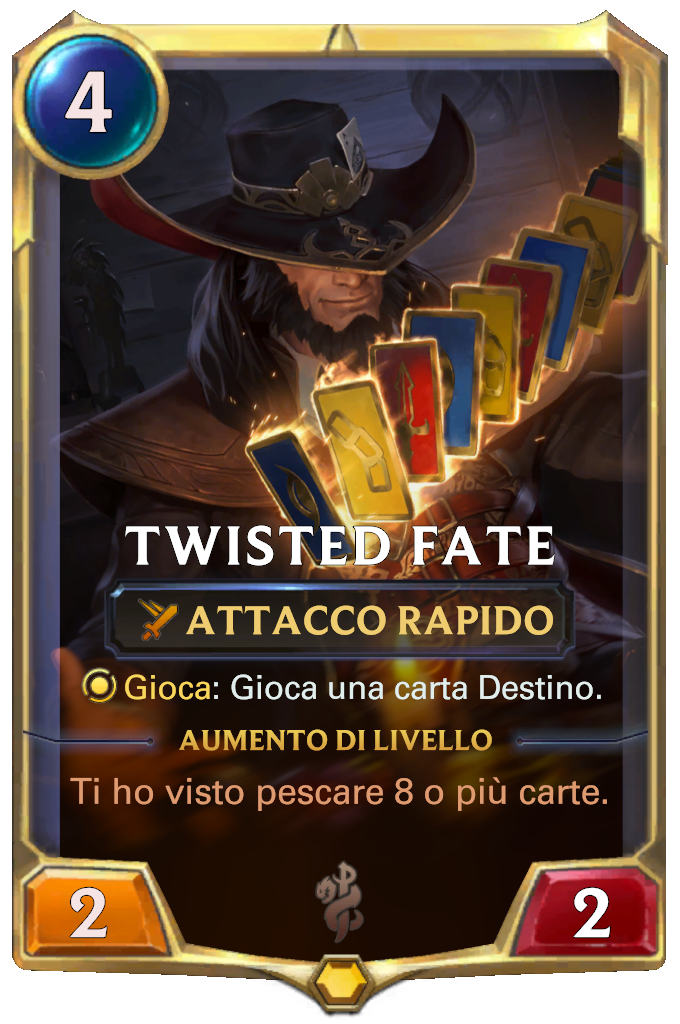 4
TWISTED FATE
ATTACCO RAPIDO
Gioca: Gioca una carta Destino.
AUMENTO DI LIVELLO
Ti ho visto pescare 8 o più carte.
2
2